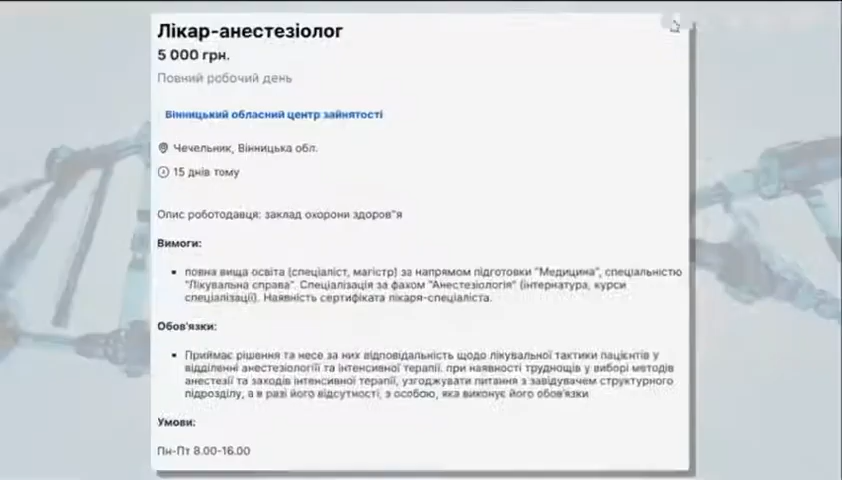 Лікар-анестезіолог
5 000 грн.
Повний робочий день
Вінницький обласний центр зайнятості
Чечельник, Вінницька обл.
15 днів тому
Опис роботодавця: заклад охорони здоров"я
Вимоги:
повна вища освіта (спеціаліст, магістр) за напрямом підготовки "Медицина", спеціальністю
"Лікувальна справа". Спеціалізація за фахом "Анестезіологія" (інтернатура, курси
спеціалізації). Наявність сертифіката лікаря-спеціаліста.
Обов'язки:
Приймає рішення та несе за них відповідальність щодо лікувальної тактики пацієнтів у
відділенні анестезіологіії та інтенсивної терапії. при наявності труднощів у виборі методів
анестезії та заходів інтенсивної терапії, узгоджувати питання з завідувачем структурного
підрозділу, а в разі його відсутності, з особою, яка виконує його обов'язки
Умови:
Пн-Пт 8.00-16.00